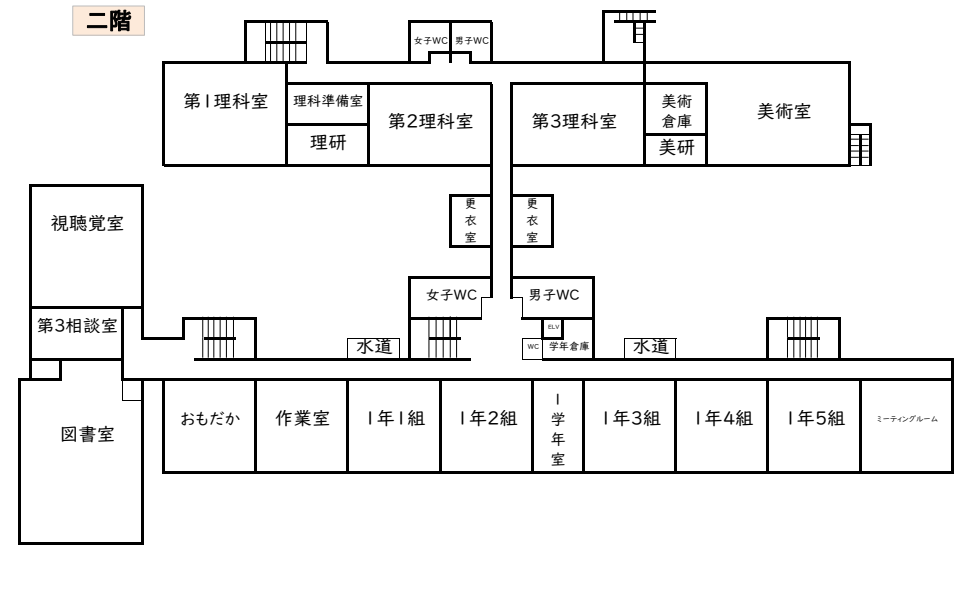 二階
女子WC
男子WC
第1理科室
理科準備室
理研
第2理科室
第3理科室
美術
倉庫
美研
美術室
更
衣
室
更
衣
室
視聴覚室
女子WC
男子WC
第3相談室
水道
ELV
WC
学年倉庫
水道
図書室
おもだか
作業室
1年1組
1年2組
1
学
年
室
1年3組
1年4組
1年5組
ミーティングルーム